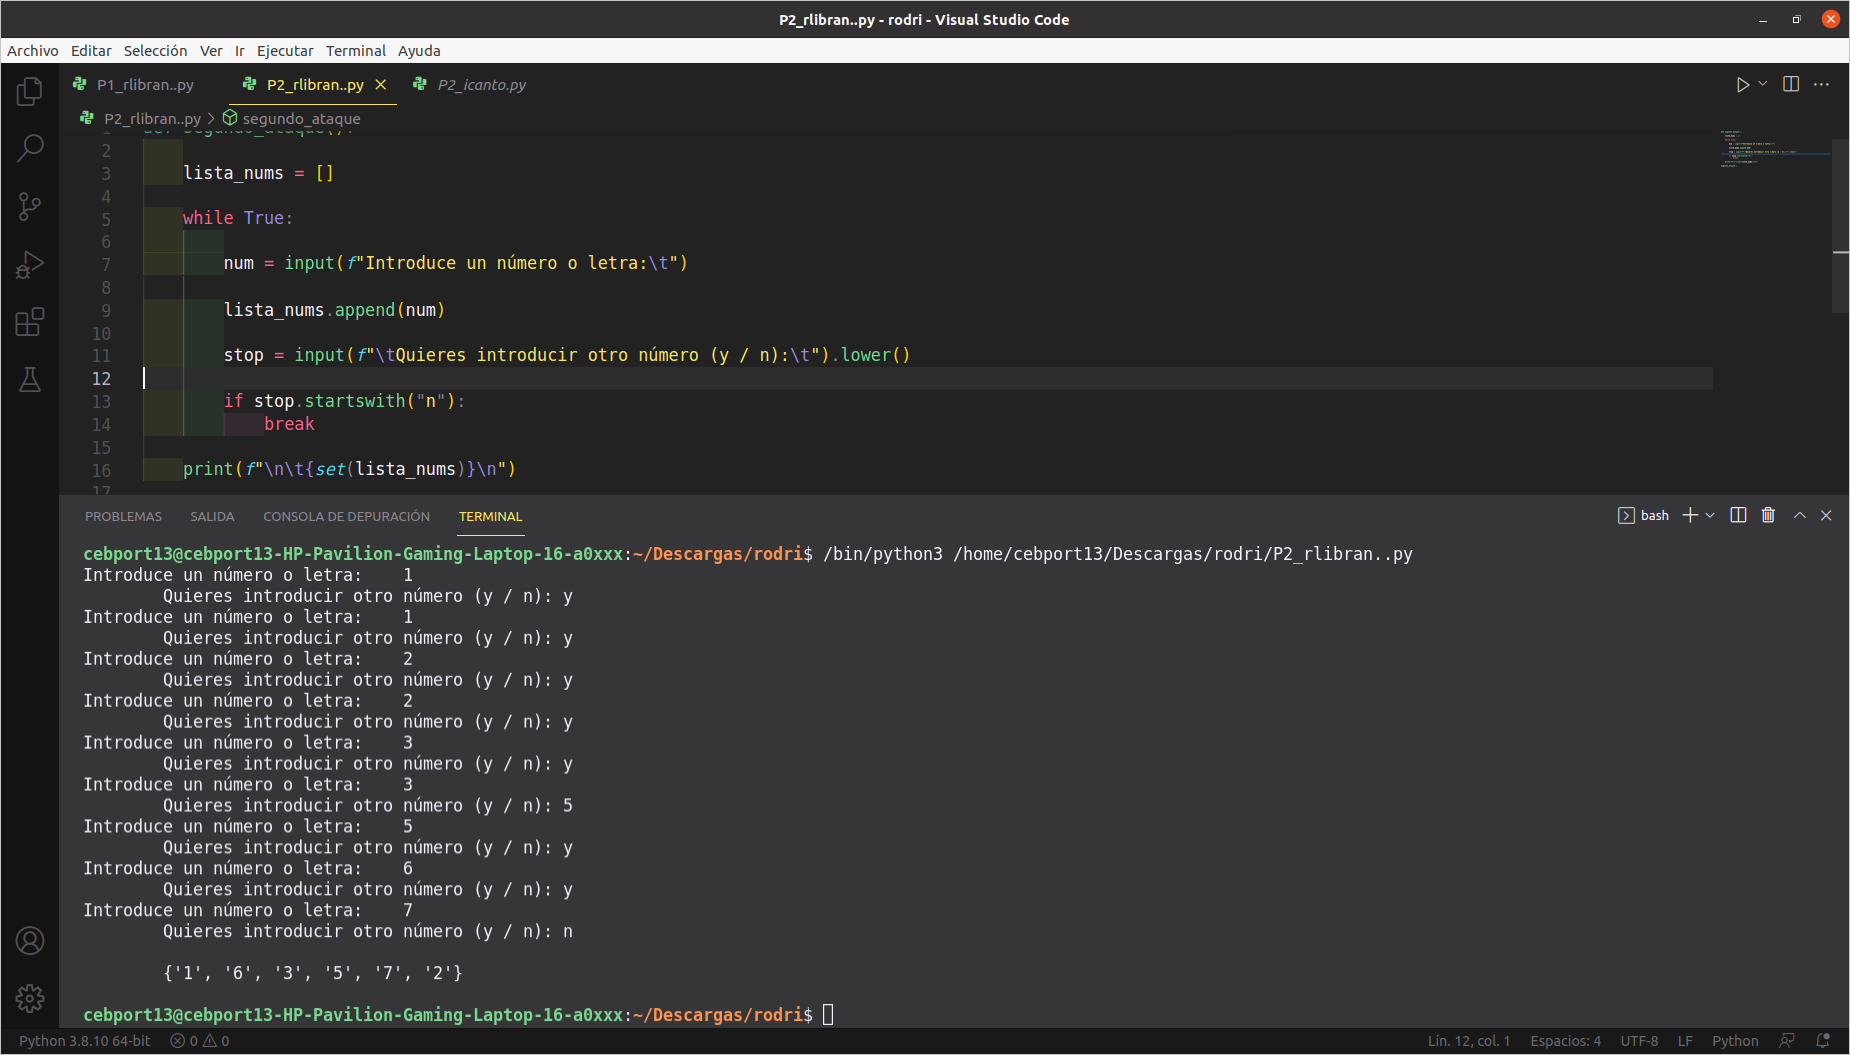 P2_rlibran..py - rodri - Visual Studio Code
Archivo Editar Selección Ver Ir Ejecutar Terminal Ayuda
P1_rlibran..py P2_rlibran..py P2_icanto.py
P2_rlibran..py > segundo_ataque
1 def segundo_ataque():
2
3 lista_nums = []
4
5 while True:
6
7 num = input(f"Introduce un número o letra:\t")
8
9 lista_nums.append(num)
10
11 stop = input(f"\tQuieres introducir otro número (y / n):\t").lower()
12
13 if stop.startswith("n"):
14 break
15
16 print(f"\n\t{set(lista_nums)}\n")
17
PROBLEMAS SALIDA CONSOLA DE DEPURACIÓN TERMINAL bash
cebport13@cebport13-HP-Pavilion-Gaming-Laptop-16-a0xxx:~/Descargas/rodri$ /bin/python3 /home/cebport13/Descargas/rodri/P2_rlibran..py
Introduce un número o letra: 1
Quieres introducir otro número (y / n): y
Introduce un número o letra: 1
Quieres introducir otro número (y / n): y
Introduce un número o letra: 2
Quieres introducir otro número (y / n): y
Introduce un número o letra: 2
Quieres introducir otro número (y / n): y
Introduce un número o letra: 3
Quieres introducir otro número (y / n): y
Introduce un número o letra: 3
Quieres introducir otro número (y / n): 5
Introduce un número o letra: 5
Quieres introducir otro número (y / n): y
Introduce un número o letra: 6
Quieres introducir otro número (y / n): y
Introduce un número o letra: 7
Quieres introducir otro número (y / n): n
{'1', '6', '3', '5', '7', '2'}
cebport13@cebport13-HP-Pavilion-Gaming-Laptop-16-a0xxx:~/Descargas/rodri$
Python 3.8.10 64-bit 0 0 Lín. 12, col. 1 Espacios: 4 UTF-8 LF Python